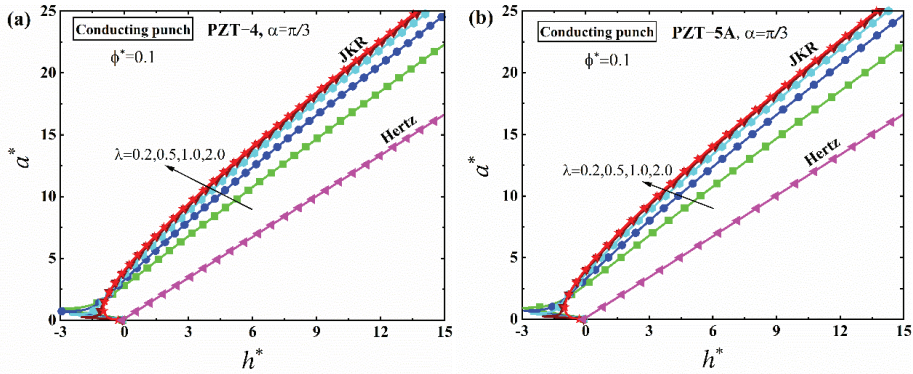 (a)
Conducting punch
PZT-4, α=π/3
ϕ*=0.1
JKR
Hertz
λ=0.2,0.5,1.0,2.0
a*
25
20
15
10
5
0
-3 0 3 6 9 12 15
h*
(b)
Conducting punch
PZT-5A, α=π/3
ϕ*=0.1
JKR
Hertz
λ=0.2,0.5,1.0,2.0
a*
25
20
15
10
5
0
-3 0 3 6 9 12 15
h*